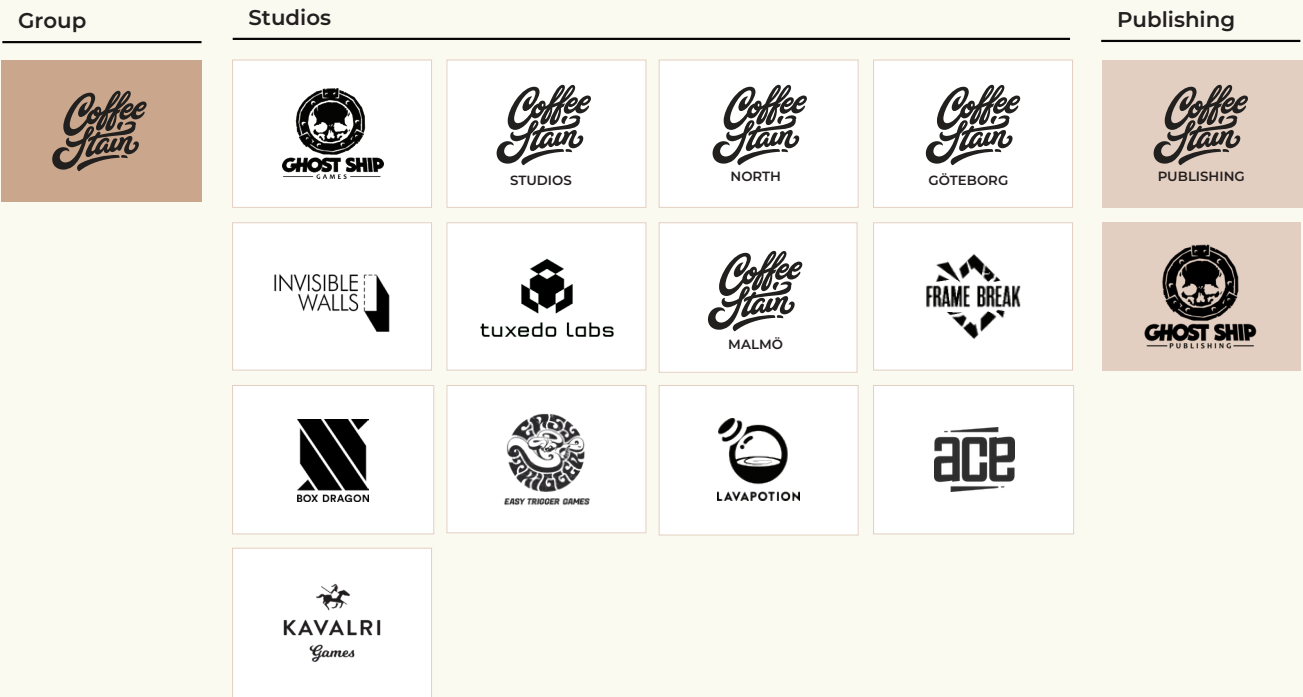 Group
Studios
Publishing
Coffee
Stain
GHOST SHIP
GAMES
Coffee
Stain
STUDIOS
Coffee
Stain
NORTH
Coffee
Stain
GÖTEBORG
Coffee
Stain
PUBLISHING
INVISIBLE
WALLS
tuxedo labs
Coffee
Stain
MALMÖ
FRAME BREAK
GHOST SHIP
PUBLISHING
BOX DRAGON
EASY
TRIGGER
EASY TRIGGER GAMES
LAVAPOTION
ace
KAVALRI
Games